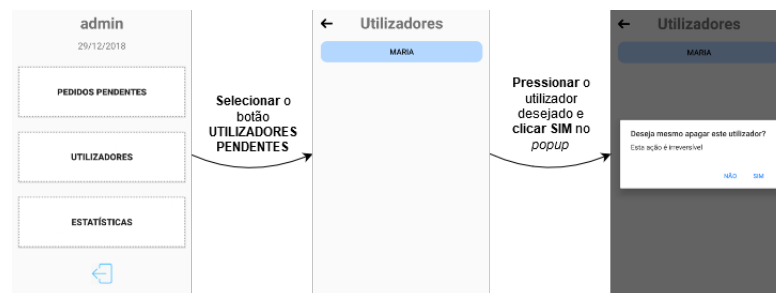 admin
29/12/2018
PEDIDOS PENDENTES
UTILIZADORES
ESTATÍSTICAS
Selecionar o
botão
UTILIZADORES
PENDENTES
Utilizadores
MARIA
Pressionar o
utilizador
desejado e
clicar SIM no
popup
Utilizadores
MARIA
Deseja mesmo apagar este utilizador?
Esta ação é irreversível
NÃO SIM